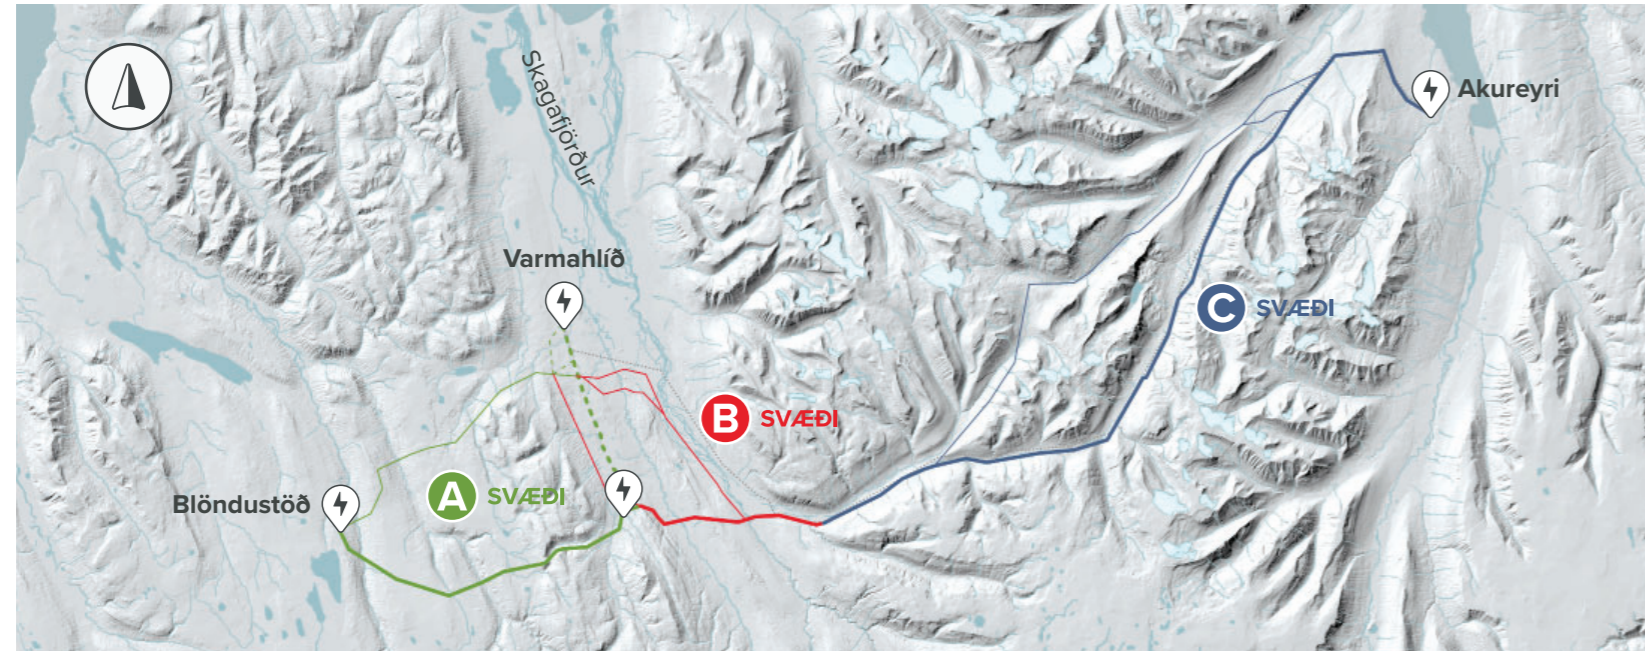 Skagafjörður
Akureyri
Varmahlíð
C SVÆÐI
B SVÆÐI
A SVÆÐI
Blöndustöð